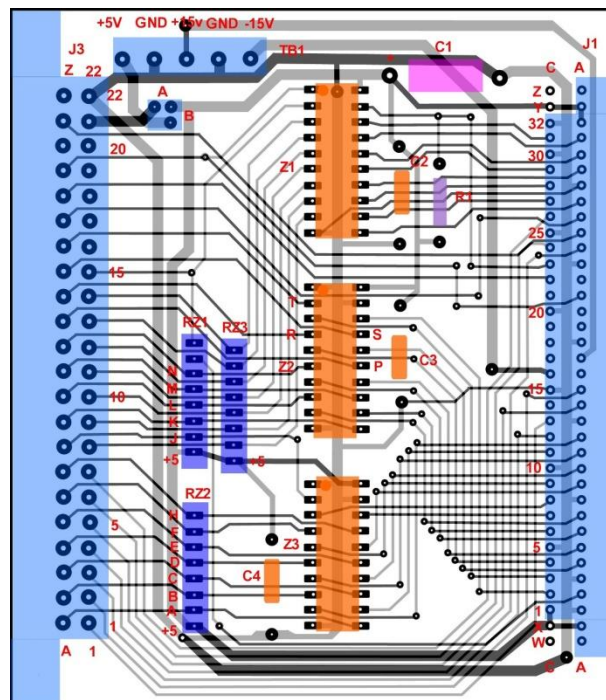 +5V GND +15v GND -15V
J3
TB1
C1
J1
Z 22
C A
22
A
B
Z
Y
32
20
Z1
C2
R1
30
25
15
T
20
RZ1 RZ3
R
S
Z2
P
C3
N
M
L
K
J
15
10
+5
+5
10
RZ2
H
F
E
D
C
B
A
5
Z3
C4
5
1
+5
1
X
W
A 1
C A